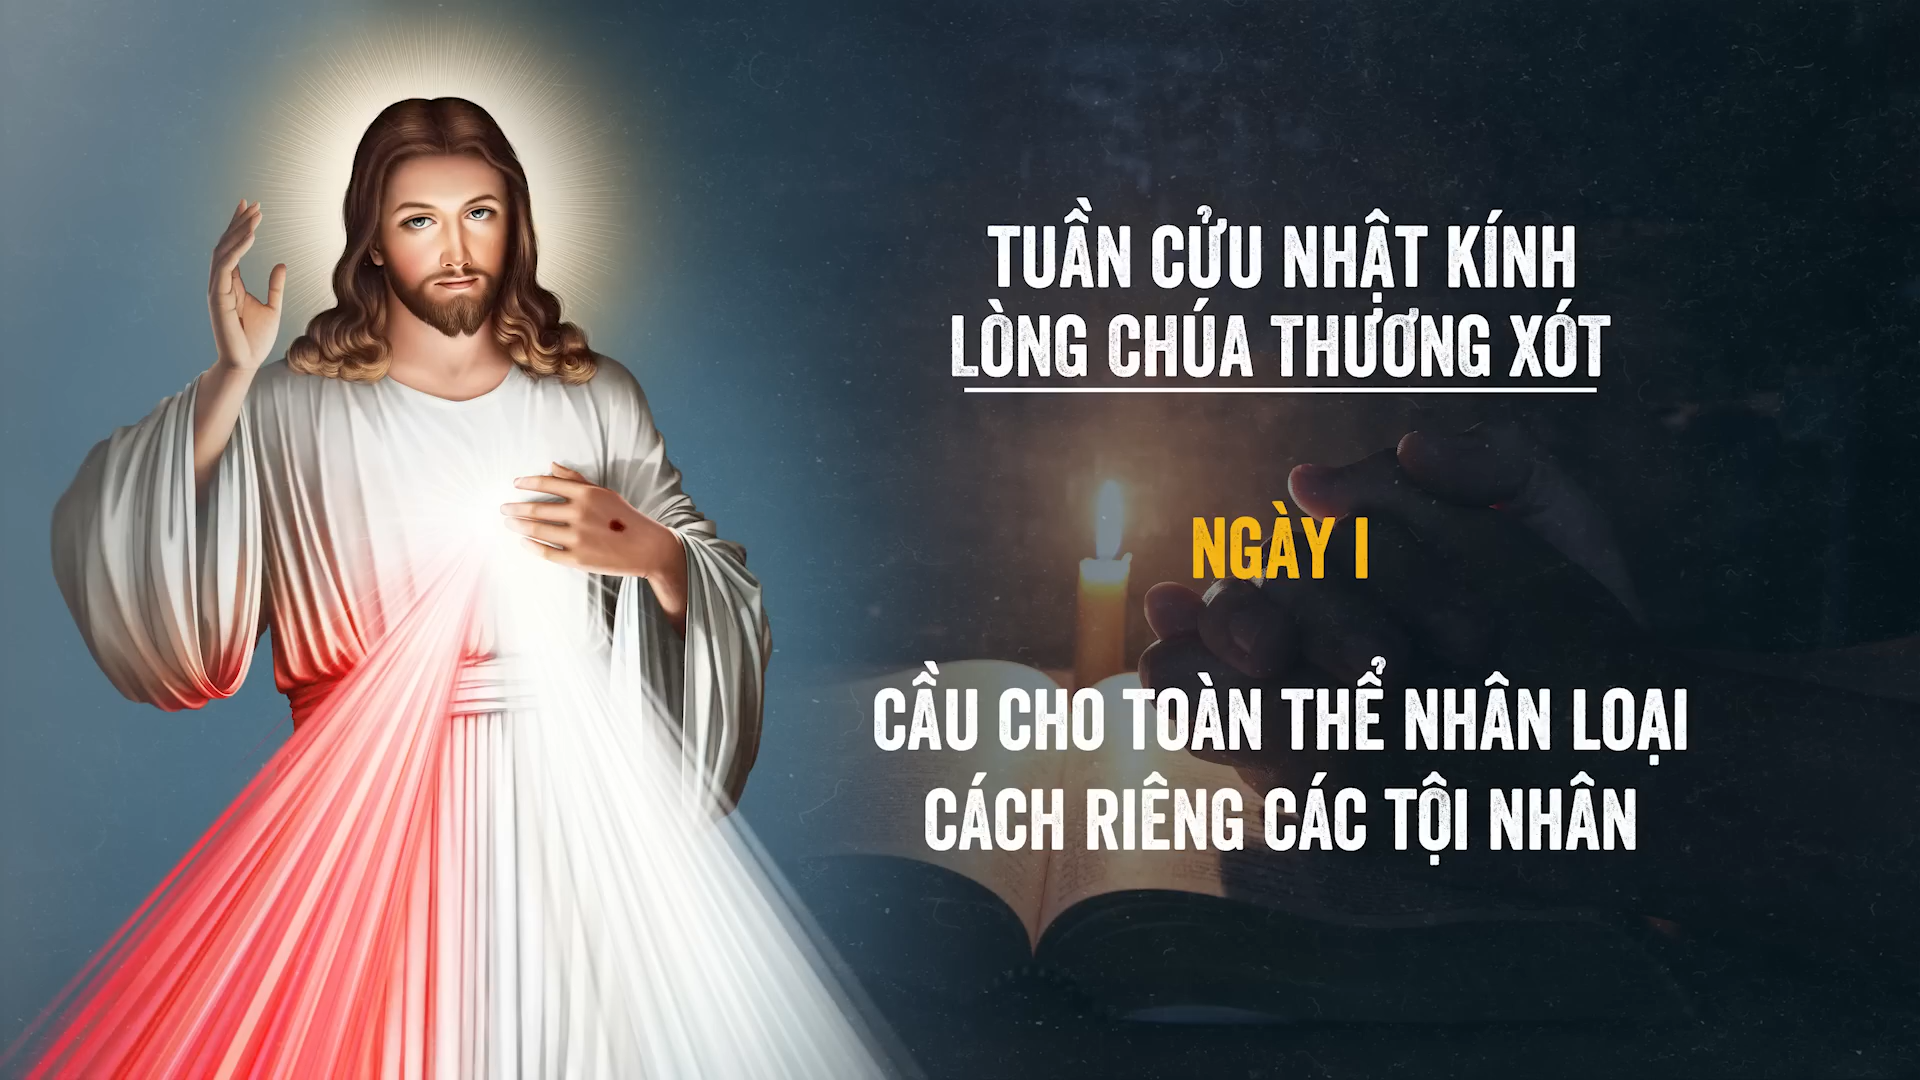 TUẦN CỬU NHẬT KÍNH
LÒNG CHÚA THƯƠNG XÓT
NGÀY I
CẦU CHO TOÀN THỂ NHÂN LOẠI
CÁCH RIÊNG CÁC TỘI NHÂN